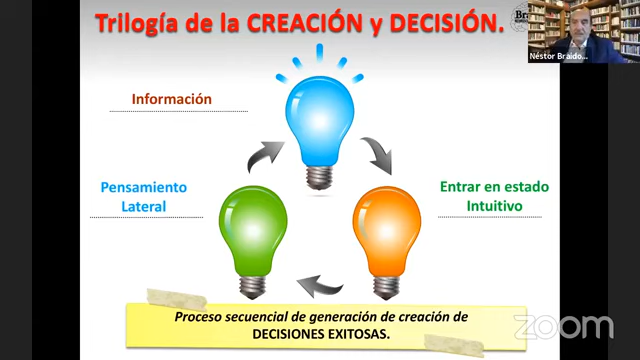 Trilogía de la CREACIÓN y DECISIÓN.
Néstor Braido...
Información
Pensamiento
Lateral
Entrar en estado
Intuitivo
Proceso secuencial de generación de creación de
DECISIONES EXITOSAS.
zoom